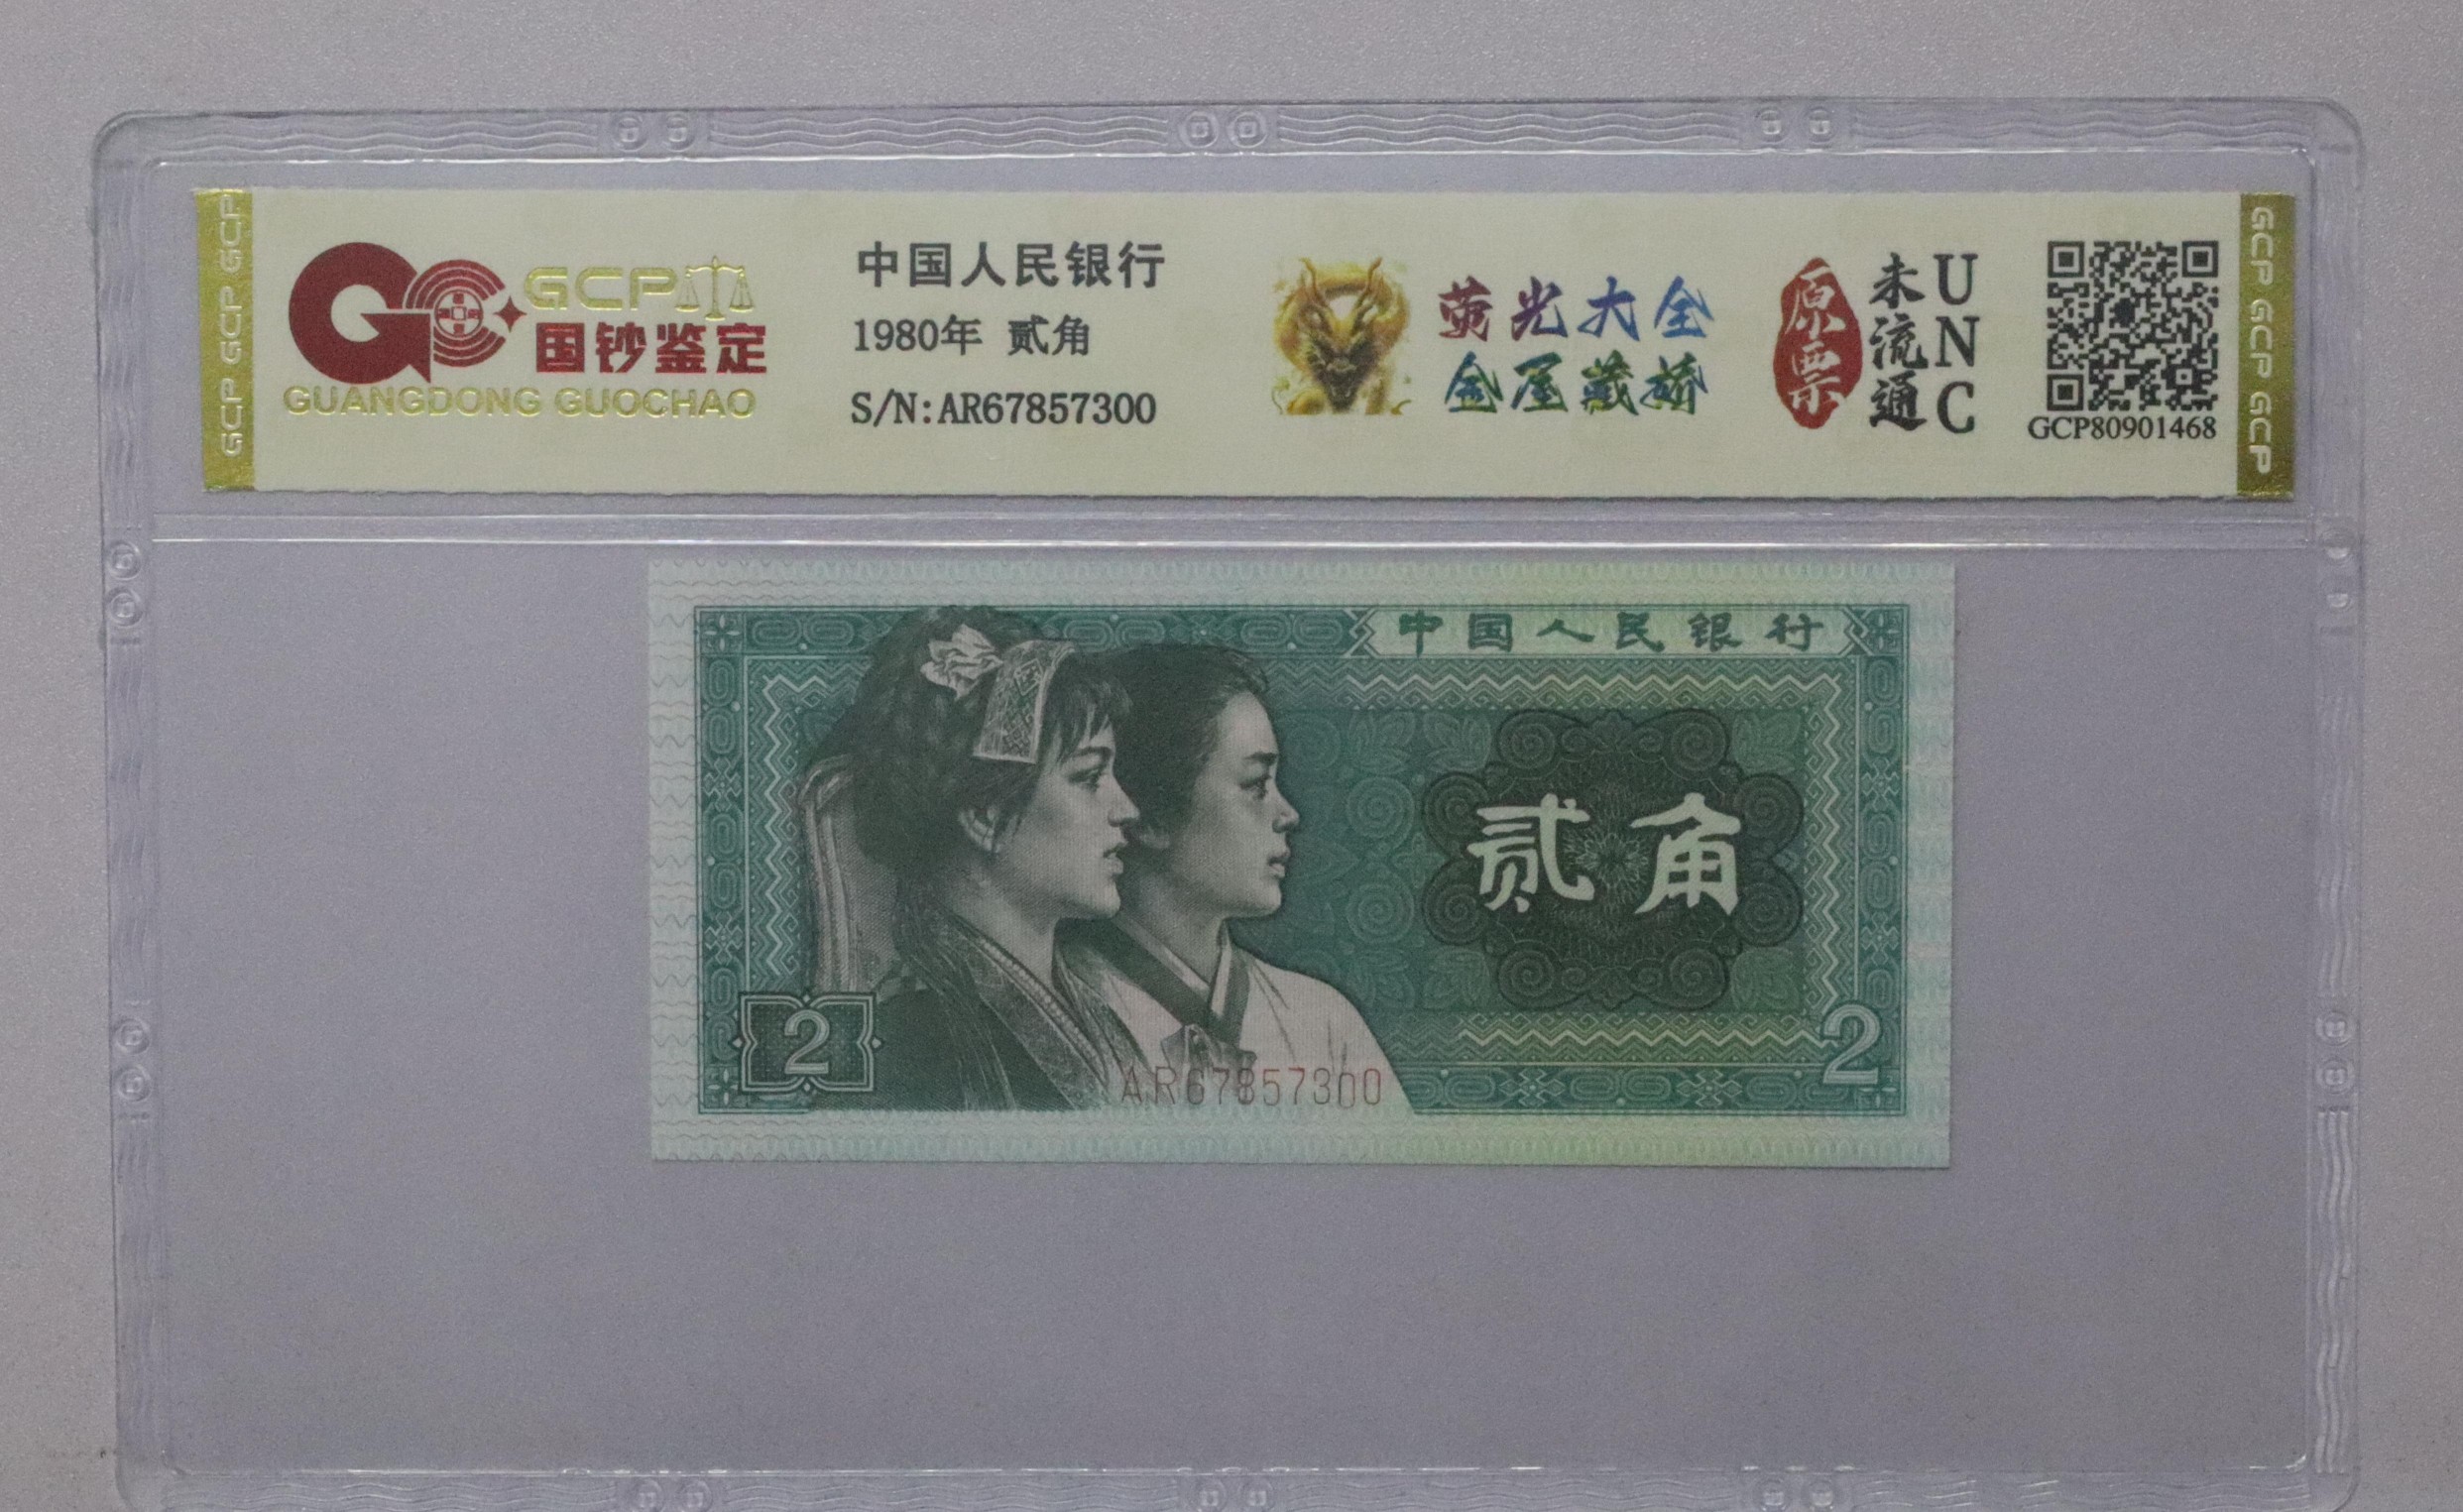 GCP GCP GCP
GCP
国钞鉴定
GUANGDONG GUOCHAO
中国人民银行
1980年 贰角
S/N:AR67857300
荧光大全
金屋藏娇
原票
未流通
UNC
GCP80901468
GCP GCP GCP
中国人民银行
贰角
2
2
AR67857300